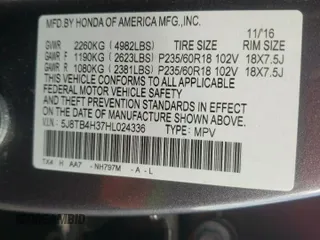 MFD.BY HONDA OF AMERICA MFG.,INC.
11/16
GVWR 2260KG (4982LBS) TIRE SIZE RIM SIZE
GAWR F 1190KG (2623LBS) P235/60R18 102V 18X7.5J
GAWR R 1080KG (2381LBS) P235/60R18 102V 18X7.5J
THIS VEHICLE CONFORMS TO ALL APPLICABLE
FEDERAL MOTOR VEHICLE SAFETY AND
THEFT PREVENTION STANDARDS IN EFFECT ON
THE DATE OF MANUFACTURE SHOWN ABOVE.
V.I.N.: 5J8TB4H37HL024336 TYPE: MPV
TX4 H AA7 -NH797M - A - L